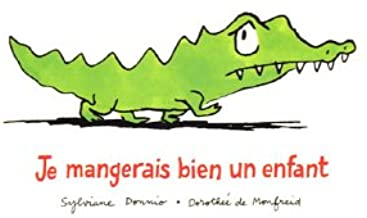 Je mangerais bien un enfant
Sylviane Donnio • Dorothée de Monfreid